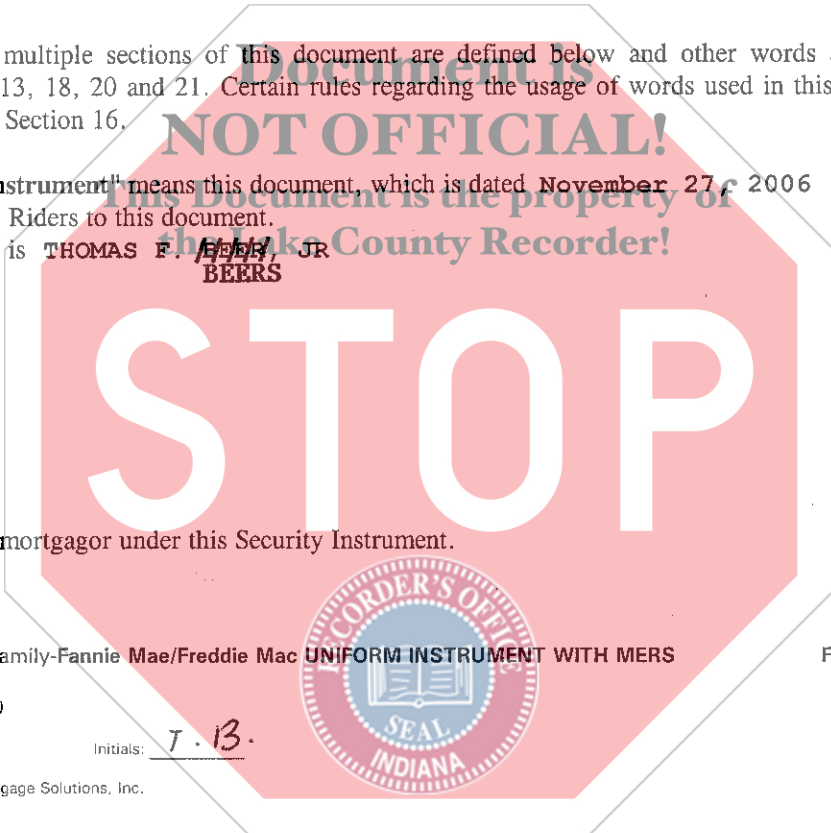 multiple sections of this document are defined below and other words
Document is
13, 18, 20 and 21. Certain rules regarding the usage of words used in this
Section 16.
NOT OFFICIAL!
nstrument" means this document, which is dated November 27, 2006
This Document is the property of
Riders to this document.
is THOMAS F. BEER, JR
the Lake County Recorder!
BEERS
STOP
mortgagor under this Security Instrument.
RECORDER'S OFFICE
amily-Fannie Mae/Freddie Mac UNIFORM INSTRUMENT WITH MERS F
SEAL
Initials: T. B.
INDIANA
gage Solutions, Inc.